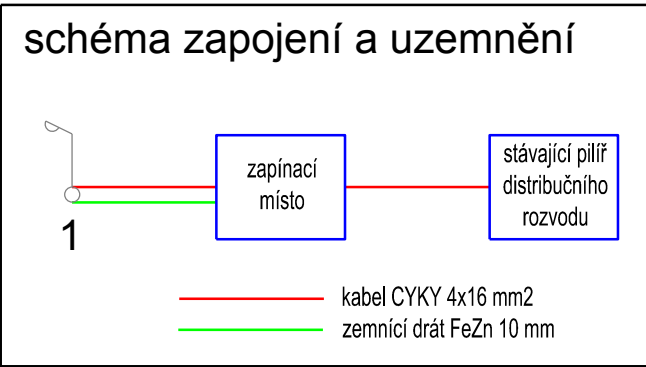 schéma zapojení a uzemnění
zapínací
místo
stávající pilíř
distribučního
rozvodu
1
kabel CYKY 4x16 mm2
zemnící drát FeZn 10 mm